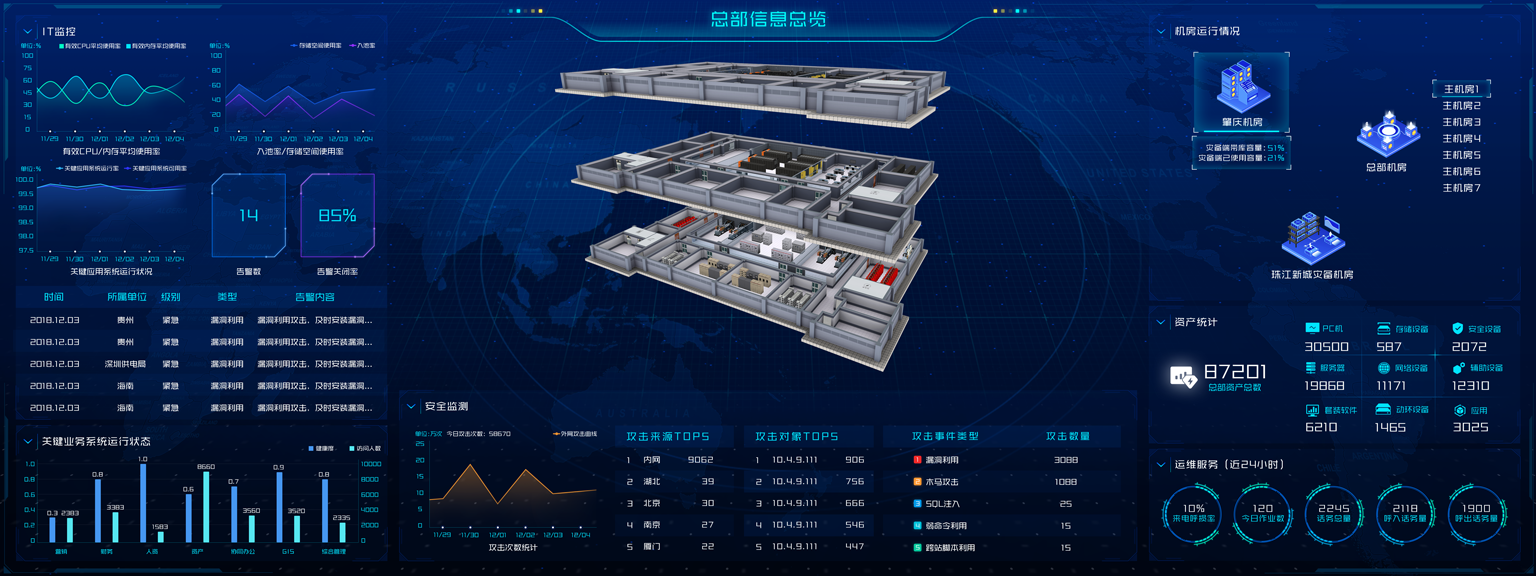 总部信息总览
IT监控
单位:% 有效CPU平均使用率 有效内存平均使用率
100
75
60
45
30
15
0
11/29 11/30 12/01 12/02 12/03 12/04
有效CPU/内存平均使用率
单位:% 存储空间使用率 入池率
100
80
60
40
20
0
11/29 11/30 12/01 12/02 12/03 12/04
入池率/存储空间使用率
单位:% 关键应用系统运行率 关键应用系统可用率
100.0
99.5
99.0
98.5
98.0
97.5
11/29 11/30 12/01 12/02 12/03 12/04
关键应用系统运行状况
14
告警数
85%
告警关闭率
时间 所属单位 级别 类型 告警内容
2018.12.03 贵州 紧急 漏洞利用 漏洞利用攻击、及时安装漏洞...
2018.12.03 贵州 紧急 漏洞利用 漏洞利用攻击、及时安装漏洞...
2018.12.03 深圳供电局 紧急 漏洞利用 漏洞利用攻击、及时安装漏洞...
2018.12.03 海南 紧急 漏洞利用 漏洞利用攻击、及时安装漏洞...
2018.12.03 海南 紧急 漏洞利用 漏洞利用攻击、及时安装漏洞...
关键业务系统运行状态
健康度 访问人数
1.0
0.8
0.6
0.4
0.2
0
10000
8000
6000
4000
2000
0
0.3 2383
0.8 3383
1.0 1583
0.6 8660
0.7 3560
0.9 3520
0.8 2335
营销 财务 人资 资产 协同办公 GIS 综合管理
安全监测
单位:万次 今日攻击次数：58670 外网攻击曲线
25
20
15
10
5
0
11/29 11/30 12/01 12/02 12/03 12/04
攻击次数统计
攻击来源TOP5
1 内网 9062
2 湖北 39
3 北京 30
4 南京 27
5 厦门 22
攻击对象TOP5
1 10.4.9.111 906
2 10.4.9.111 756
3 10.4.9.111 666
4 10.4.9.111 546
5 10.4.9.111 447
攻击事件类型 攻击数量
1 漏洞利用 3088
2 木马攻击 1088
3 SQL注入 25
4 弱命令利用 15
5 跨站脚本利用 15
机房运行情况
肇庆机房
灾备端带库容量:51%
灾备端已使用容量:21%
总部机房
主机房1
主机房2
主机房3
主机房4
主机房5
主机房6
主机房7
珠江新城灾备机房
资产统计
87201
总部资产总数
PC机 存储设备 安全设备
30500 587 2072
服务器 网络设备 辅助设备
19868 11171 12310
套装软件 动环设备 应用
6210 1465 3025
运维服务（近24小时）
10%
来电呼损率
120
今日作业数
2245
话务总量
2118
呼入话务量
1900
呼出话务量